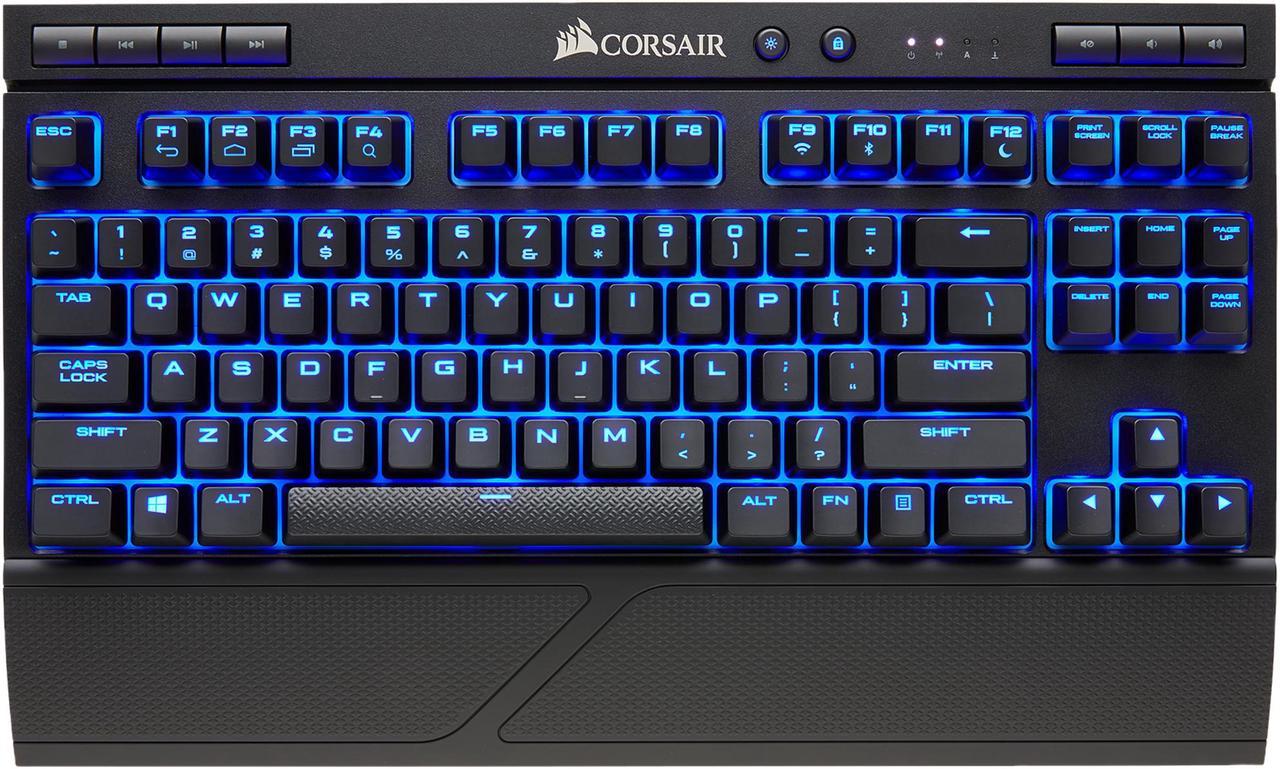 CORSAIR
A
ESC F1 F2 F3 F4 F5 F6 F7 F8 F9 F10 F11 F12 PRINT SCREEN SCROLL LOCK PAUSE BREAK
` 1 2 3 4 5 6 7 8 9 0 - = INSERT HOME PAGE UP
~ ! @ # $ % ^ & * ( ) _ +
TAB Q W E R T Y U I O P [ ] \ DELETE END PAGE DOWN
{ } |
CAPS LOCK A S D F G H J K L ; ' ENTER
: “
SHIFT Z X C V B N M , . / SHIFT
< > ?
CTRL ALT ALT FN CTRL